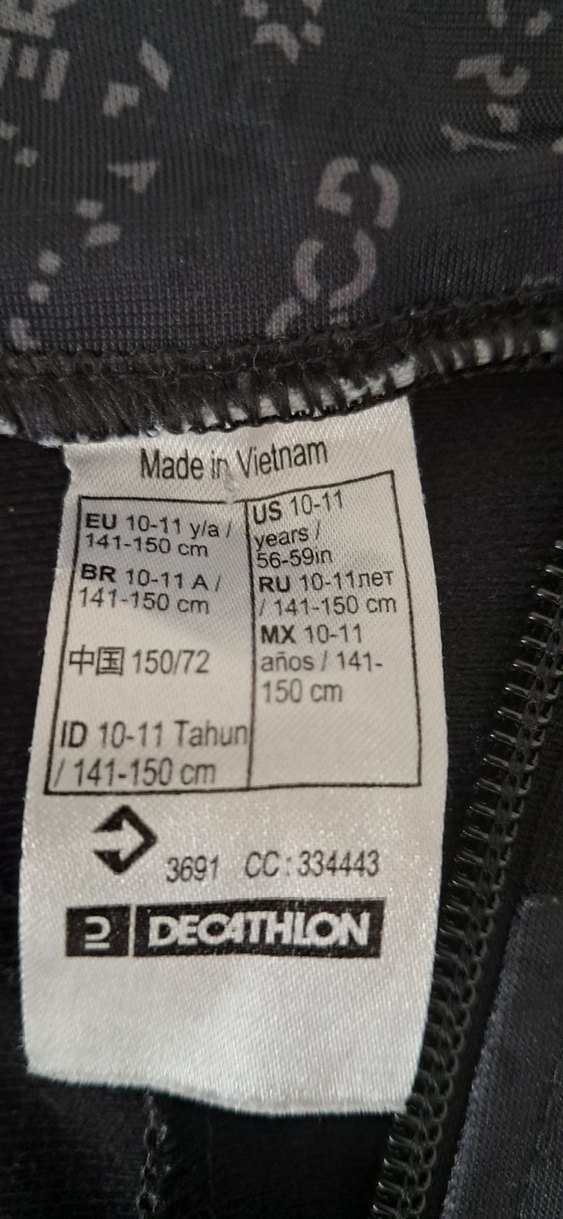 Made in Vietnam
EU 10-11 y/a /
141-150 cm
BR 10-11 A /
141-150 cm
中国 150/72
ID 10-11 Tahun
/ 141-150 cm
US 10-11
years /
56-59in
RU 10-11лет
/ 141-150 cm
MX 10-11
años / 141-
150 cm
3691 CC : 334443
DECATHLON